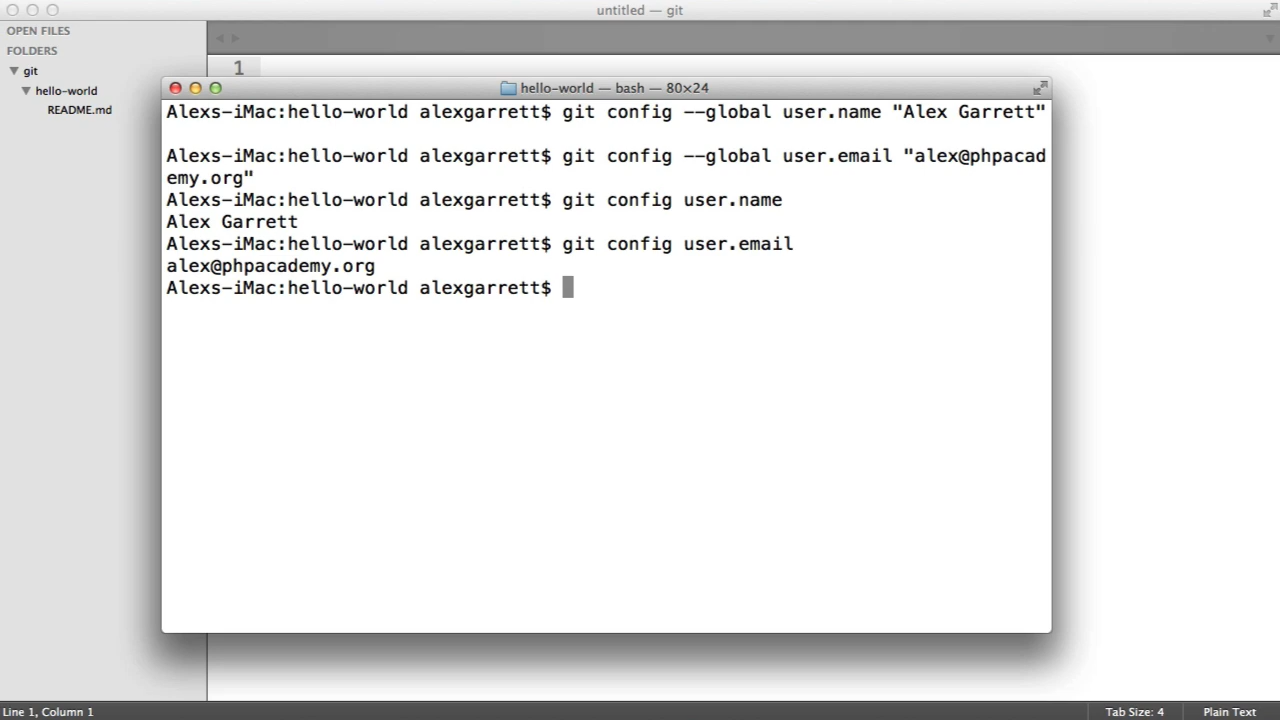 untitled — git
OPEN FILES
FOLDERS
git
hello-world
README.md
1
hello-world — bash — 80×24
Alexs-iMac:hello-world alexgarrett$ git config --global user.name "Alex Garrett"
Alexs-iMac:hello-world alexgarrett$ git config --global user.email "alex@phpacad
emy.org"
Alexs-iMac:hello-world alexgarrett$ git config user.name
Alex Garrett
Alexs-iMac:hello-world alexgarrett$ git config user.email
alex@phpacademy.org
Alexs-iMac:hello-world alexgarrett$
Line 1, Column 1
Tab Size: 4
Plain Text